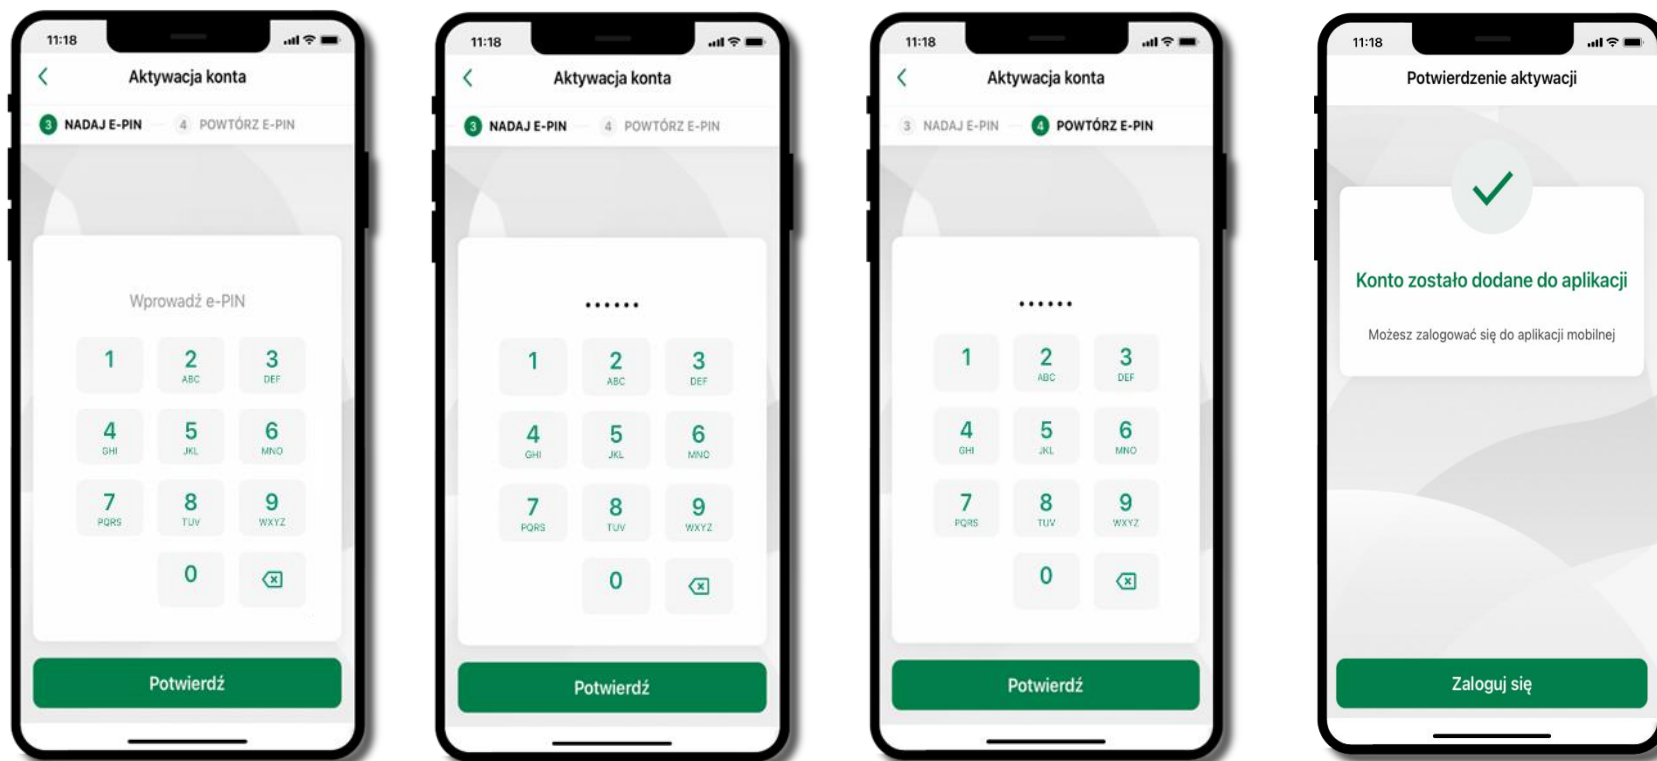 11:18
Aktywacja konta
3 NADAJ E-PIN 4 POWTÓRZ E-PIN
Wprowadź e-PIN
1 2 3
ABC DEF
4 5 6
GHI JKL MNO
7 8 9
PQRS TUV WXYZ
0
Potwierdź
11:18
Aktywacja konta
3 NADAJ E-PIN 4 POWTÓRZ E-PIN
••••••
1 2 3
ABC DEF
4 5 6
GHI JKL MNO
7 8 9
PQRS TUV WXYZ
0
Potwierdź
11:18
Aktywacja konta
3 NADAJ E-PIN 4 POWTÓRZ E-PIN
••••••
1 2 3
ABC DEF
4 5 6
GHI JKL MNO
7 8 9
PQRS TUV WXYZ
0
Potwierdź
11:18
Potwierdzenie aktywacji
Konto zostało dodane do aplikacji
Możesz zalogować się do aplikacji mobilnej
Zaloguj się